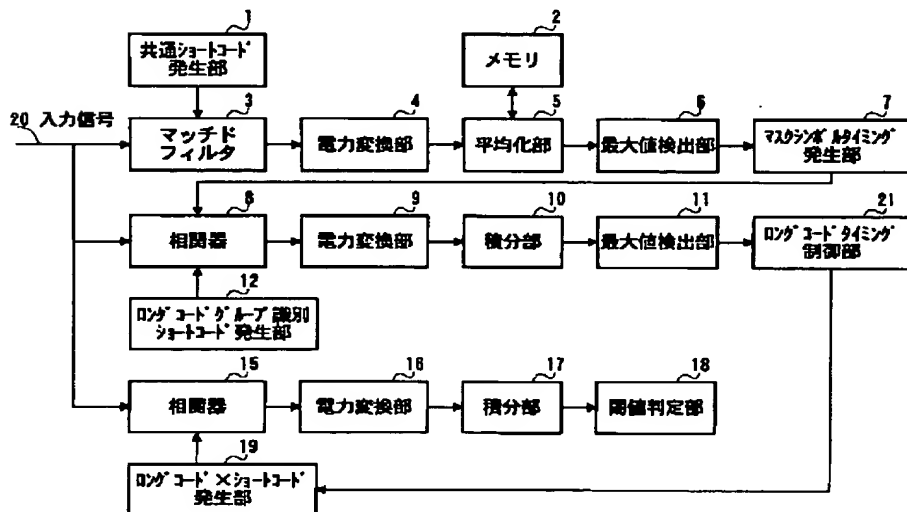 1
共通ｼｮｰﾄｺｰﾄﾞ
発生部
2
メモリ
20 入力信号
3
マッチド
フィルタ
4
電力変換部
5
平均化部
6
最大値検出部
7
ﾏｽｸｼﾝﾎﾞﾙﾀｲﾐﾝｸﾞ
発生部
8
相関器
9
電力変換部
10
積分部
11
最大値検出部
21
ﾛﾝｸﾞｺｰﾄﾞﾀｲﾐﾝｸﾞ
制御部
12
ﾛﾝｸﾞｺｰﾄﾞｸﾞﾙｰﾌﾟ識別
ｼｮｰﾄｺｰﾄﾞ発生部
15
相関器
16
電力変換部
17
積分部
18
閾値判定部
19
ﾛﾝｸﾞｺｰﾄﾞ×ｼｮｰﾄｺｰﾄﾞ
発生部